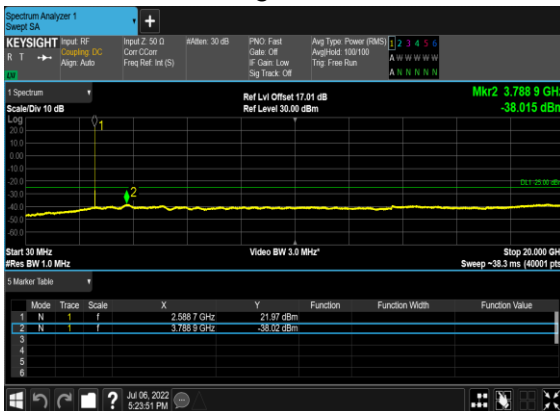 Spectrum Analyzer 1
Swept SA
+
KEYSIGHT Input: RF Input Z: 50 Ω #Atten: 30 dB PNO: Fast Avg Type: Power (RMS) 1 2 3 4 5 6
R T Coupling: DC Corr CCorr Gate: Off Avg|Hold: 100/100 A W W W W W
Align: Auto Freq Ref: Int (S) IF Gain: Low Trig: Free Run
LV Sig Track: Off A N N N N N
1 Spectrum Ref Lvl Offset 17.01 dB Mkr2 3.788 9 GHz
Scale/Div 10 dB Ref Level 30.00 dBm -38.015 dBm
Log
20.0
10.0
0.00
-10.0
-20.0
-30.0
-40.0
-50.0
-60.0
1
2
DL1 -25.00 dBm
Start 30 MHz Video BW 3.0 MHz* Stop 20.000 GHz
#Res BW 1.0 MHz Sweep ~38.3 ms (40001 pts)
5 Marker Table
Mode Trace Scale X Y Function Function Width Function Value
1 N 1 f 2.588 7 GHz 21.97 dBm
2 N 1 f 3.788 9 GHz -38.02 dBm
3
4
5
6
? Jul 06, 2022
5:23:51 PM